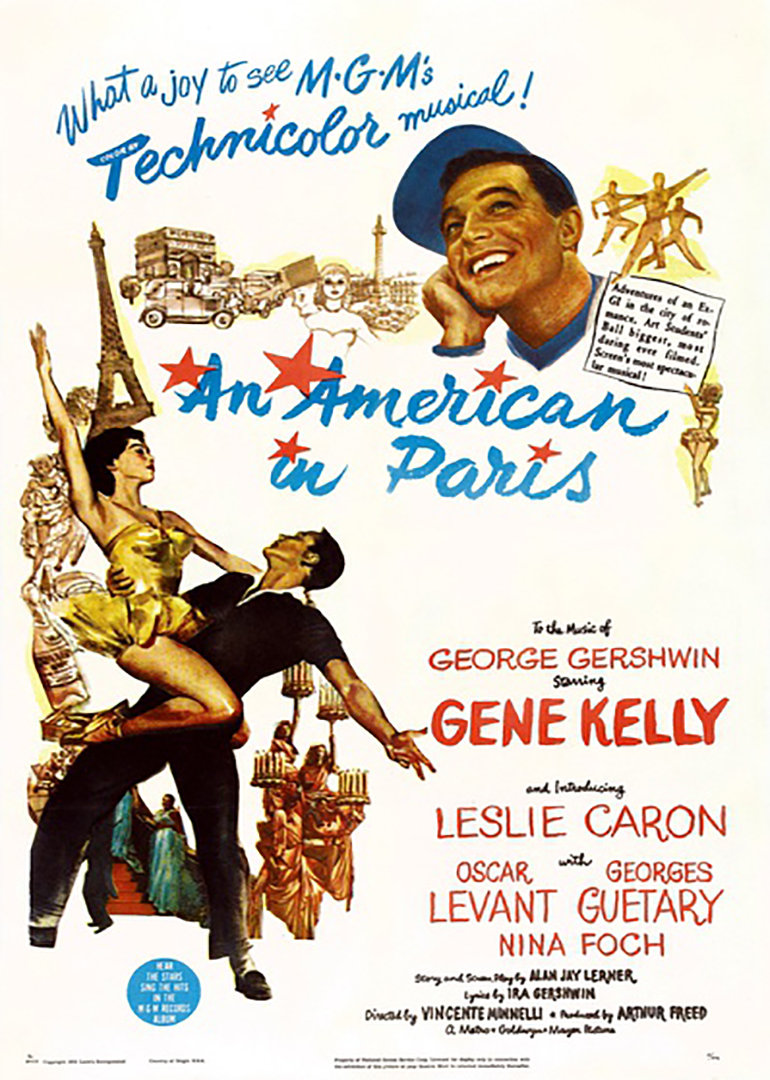 What a joy to see M·G·M's
COLOR BY
Technicolor musical!
Adventures of an Ex-
GI in the city of ro-
mance. Art Students'
Ball biggest, most
daring ever filmed.
Screen's most spectacu-
lar musical!
An American
in Paris
To the Music of
GEORGE GERSHWIN
Starring
GENE KELLY
and Introducing
LESLIE CARON
with
OSCAR LEVANT
GEORGES GUETARY
NINA FOCH
Story and Screen Play by ALAN JAY LERNER
Lyrics by IRA GERSHWIN
Directed by VINCENTE MINNELLI • Produced by ARTHUR FREED
A Metro • Goldwyn • Mayer Picture
HEAR
THE STARS
SING THE HITS
IN THE
M G M RECORDS
ALBUM
Country of Origin U.S.A.